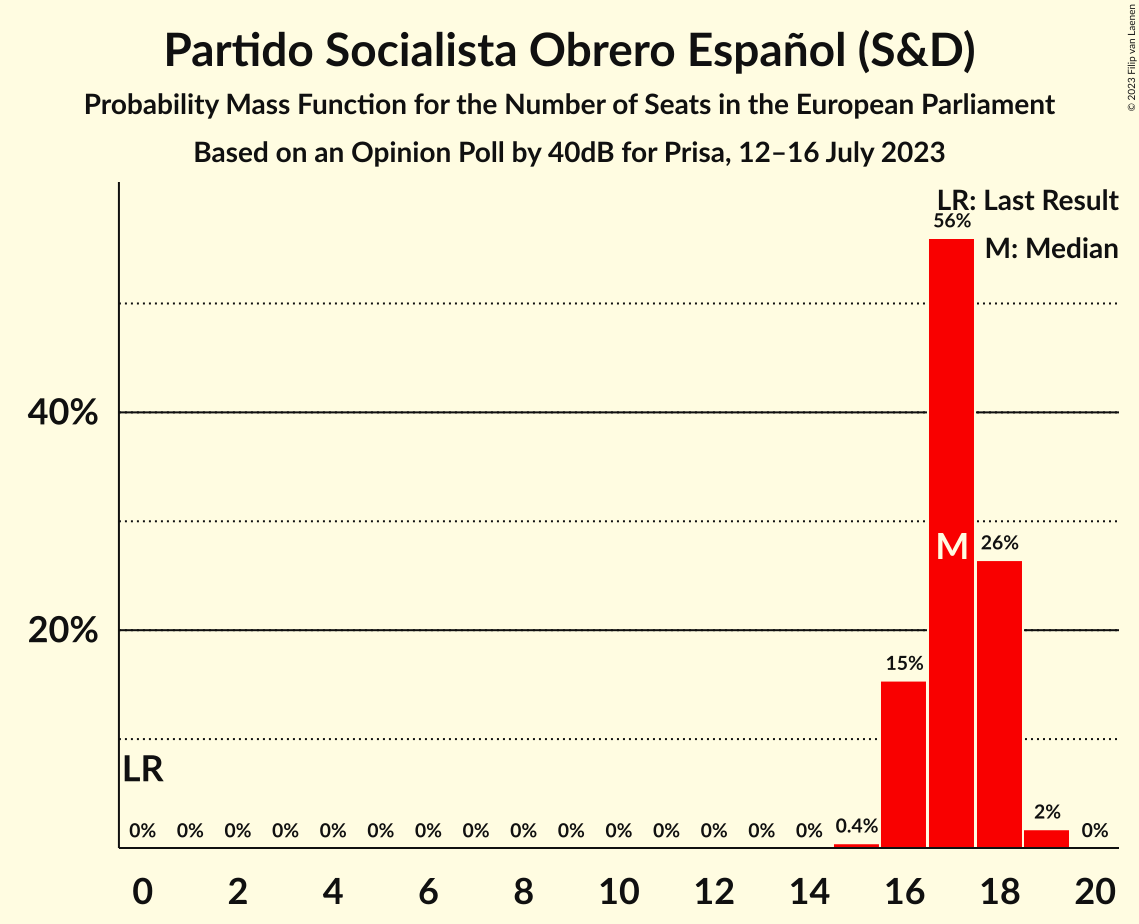 Partido Socialista Obrero Español (S&D)
Probability Mass Function for the Number of Seats in the European Parliament
Based on an Opinion Poll by 40dB for Prisa, 12–16 July 2023
© 2023 Filip van Laenen
LR: Last Result
M: Median
56%
40%
M
26%
20%
15%
LR
0% 0% 0% 0% 0% 0% 0% 0% 0% 0% 0% 0% 0% 0% 0% 0.4% 2% 0%
0 2 4 6 8 10 12 14 16 18 20